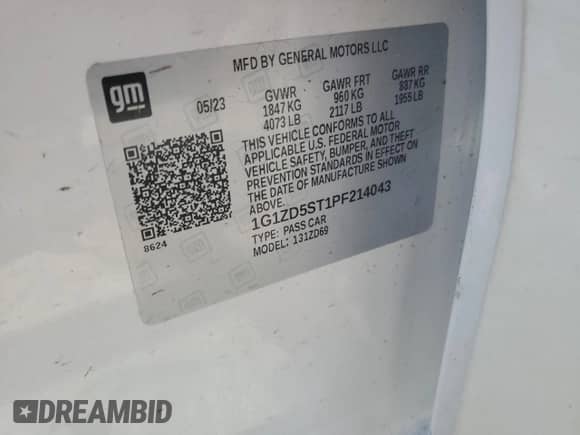 MFD BY GENERAL MOTORS LLC
gm
05/23
GVWR GAWR FRT GAWR RR
1847 KG 960 KG 887 KG
4073 LB 2117 LB 1955 LB
THIS VEHICLE CONFORMS TO ALL
APPLICABLE U.S. FEDERAL MOTOR
VEHICLE SAFETY, BUMPER, AND THEFT
PREVENTION STANDARDS IN EFFECT ON
THE DATE OF MANUFACTURE SHOWN
ABOVE.
1G1ZD5ST1PF214043
TYPE: PASS CAR
MODEL: 131ZD69
8624
DREAMBID